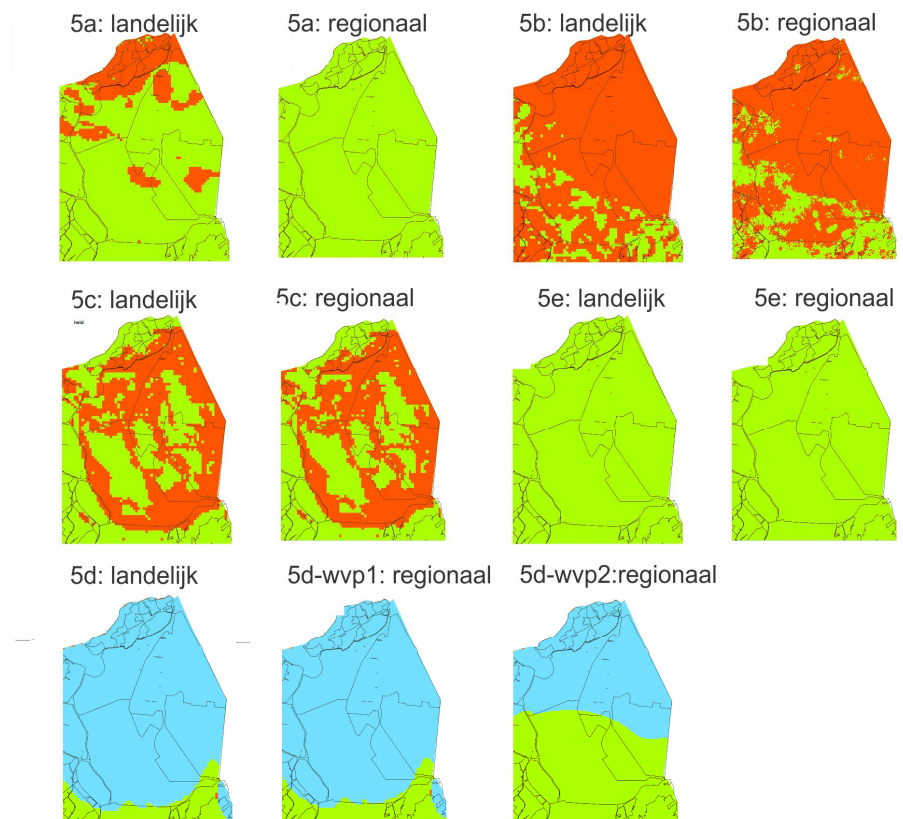 5a: landelijk
5a: regionaal
5b: landelijk
5b: regionaal
5c: landelijk
5c: regionaal
5e: landelijk
5e: regionaal
heid
5d: landelijk
5d-wvp1: regionaal
5d-wvp2:regionaal